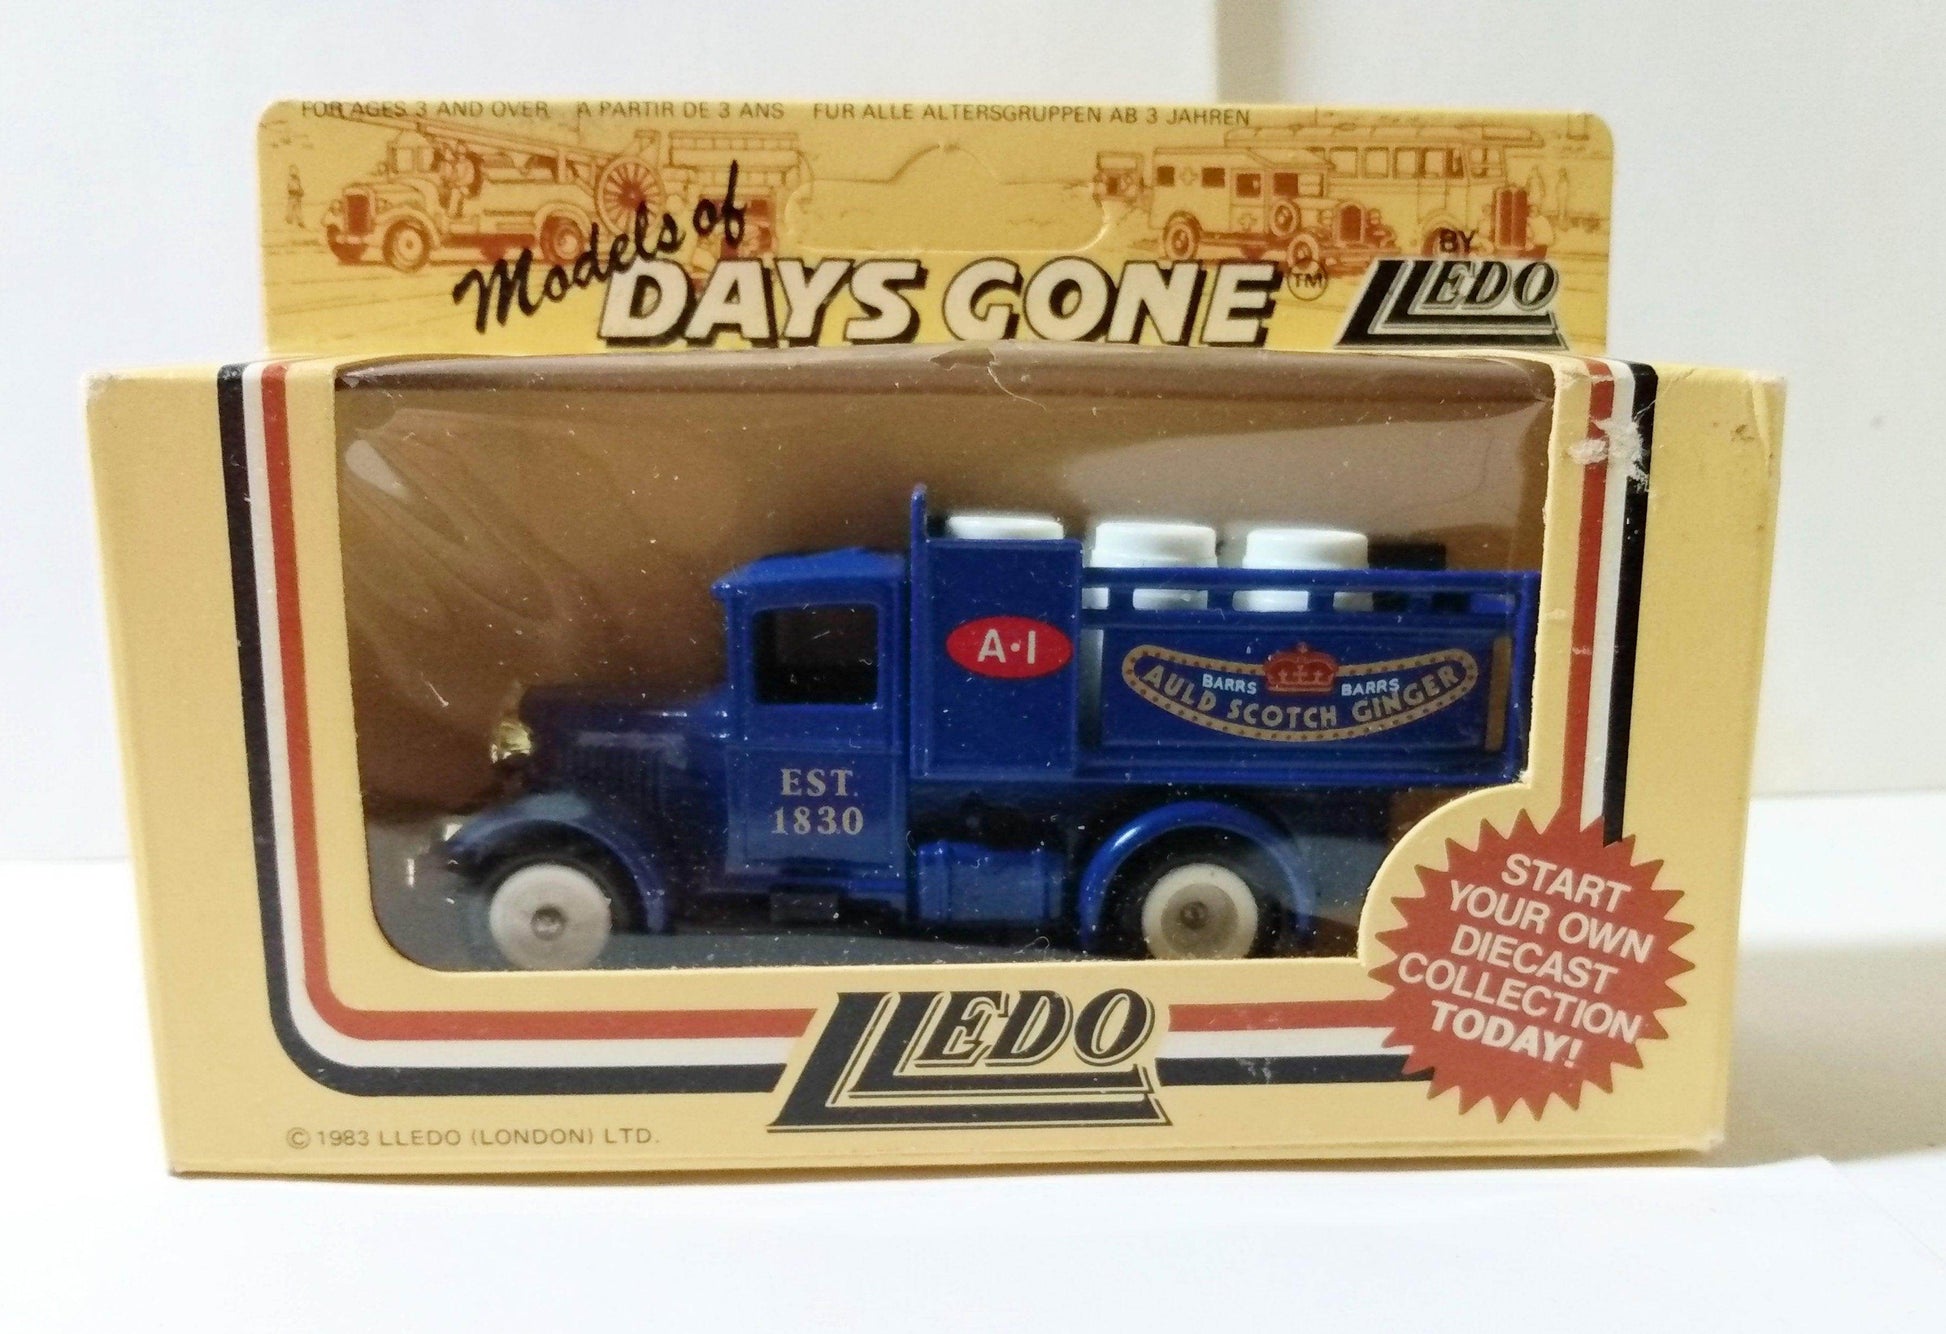 FOR AGES 3 AND OVER A PARTIR DE 3 ANS FUR ALLE ALTERSGRUPPEN AB 3 JAHREN
Models of
DAYS GONE TM
BY
LLEDO
A·1
BARRS BARRS
AULD SCOTCH GINGER
EST.
1830
START
YOUR OWN
DIECAST
COLLECTION
TODAY!
LLEDO
© 1983 LLEDO (LONDON) LTD.